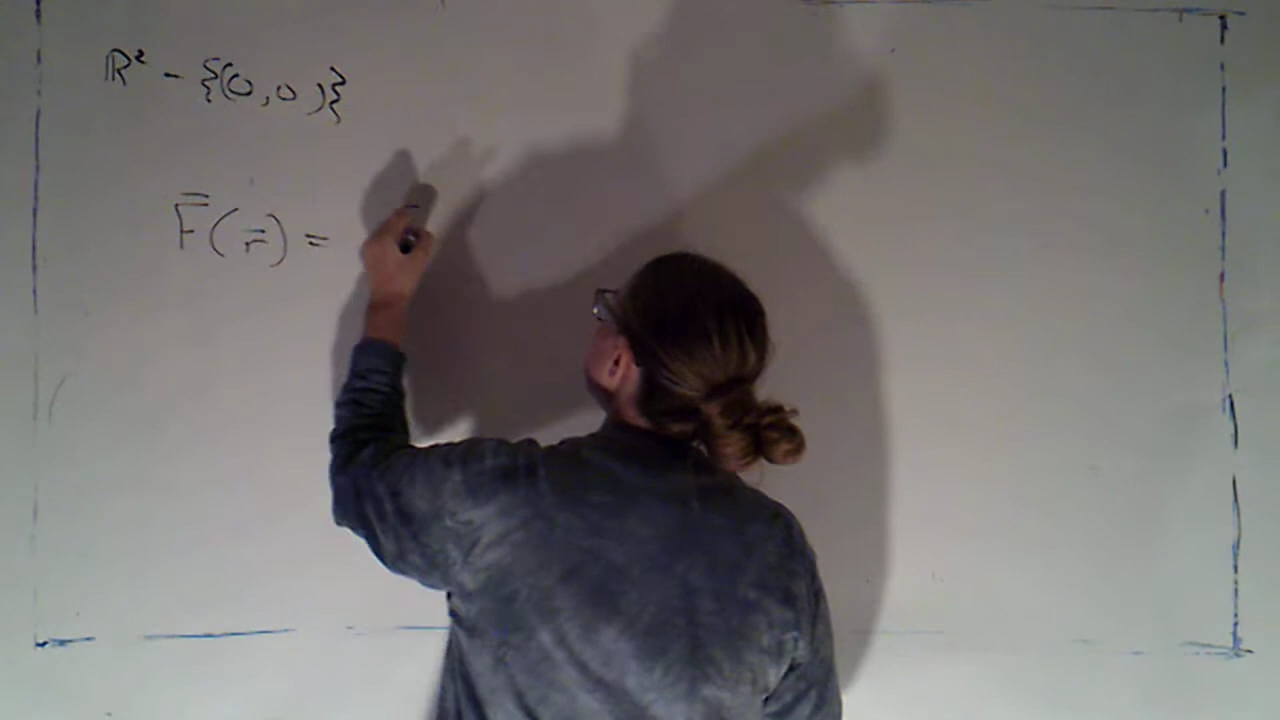 ℝ² - {(0,0)}
F̿(r̄) =